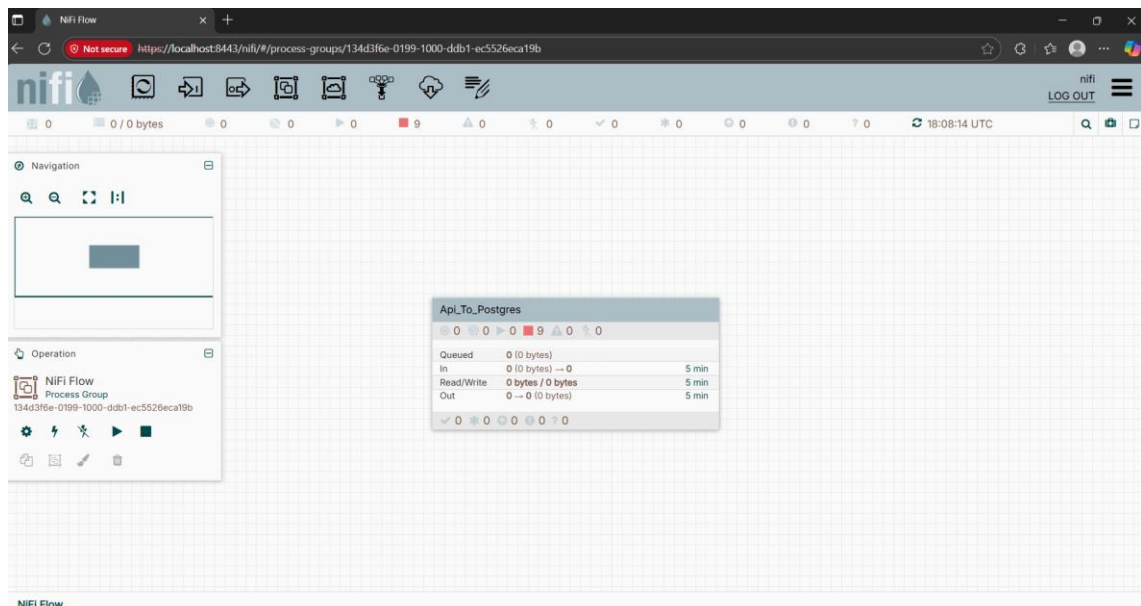 NiFi Flow
Not secure https://localhost:8443/nifi/#/process-groups/134d3f6e-0199-1000-ddb1-ec5526eca19b
nifi
nifi
LOG OUT
0 0 / 0 bytes 0 0 0 9 0 0 0 0 0 0 0 18:08:14 UTC
Navigation
Operation
NiFi Flow
Process Group
134d3f6e-0199-1000-ddb1-ec5526eca19b
Api_To_Postgres
0 0 0 9 0 0
Queued 0 (0 bytes)
In 0 (0 bytes) → 0 5 min
Read/Write 0 bytes / 0 bytes 5 min
Out 0 → 0 (0 bytes) 5 min
0 0 0 0 ? 0
NiFi Flow